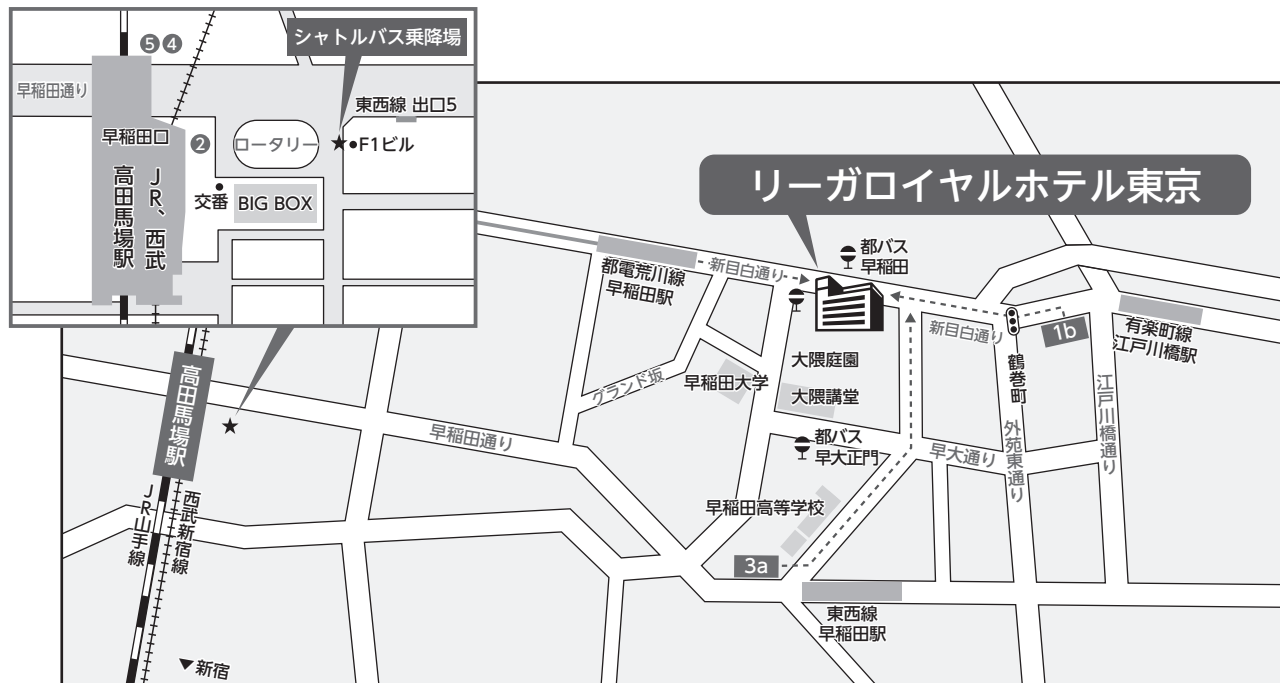 ⑤④
シャトルバス乗降場
早稲田通り
東西線 出口5
早稲田口
②
ロータリー
★●F1ビル
JR、西武
高田馬場駅
交番
BIG BOX
リーガロイヤルホテル東京
都バス
早稲田
都電荒川線
早稲田駅
新目白通り
新目白通り
1b
有楽町線
江戸川橋駅
鶴巻町
大隈庭園
早稲田大学
大隈講堂
グランド坂
高田馬場駅
★
早稲田通り
都バス
早大正門
早大通り
外苑東通り
江戸川橋通り
早稲田高等学校
JR山手線
西武新宿線
3a
東西線
早稲田駅
▼新宿